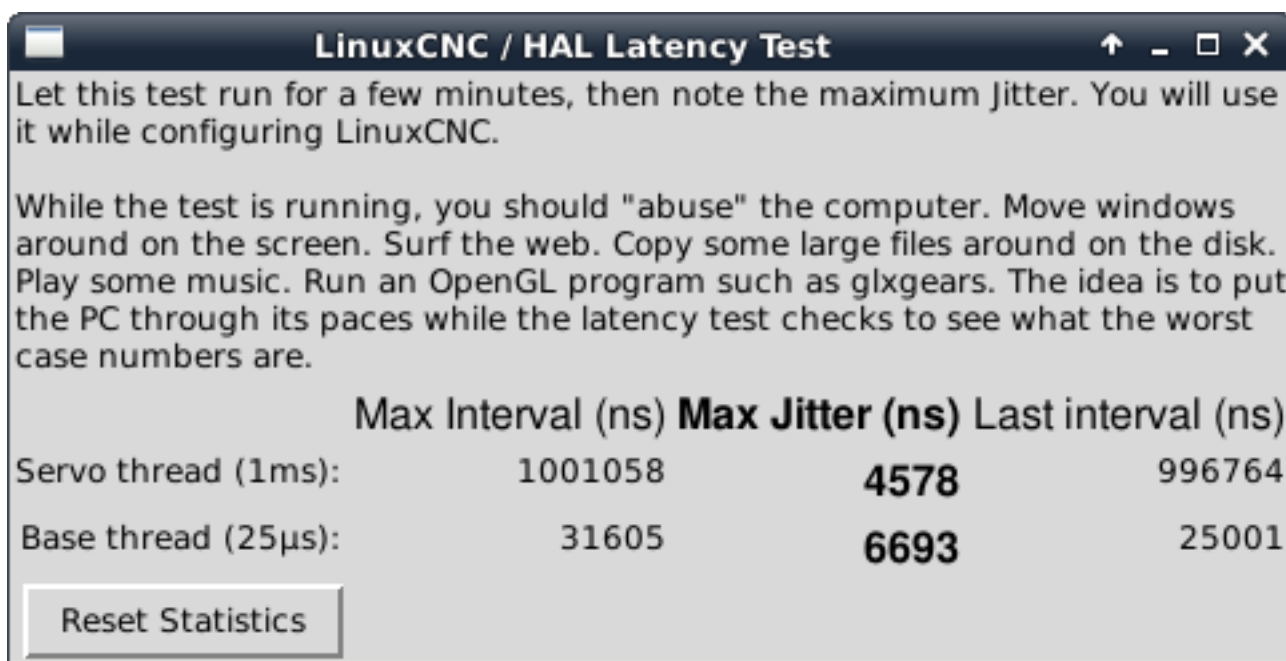 LinuxCNC / HAL Latency Test
Let this test run for a few minutes, then note the maximum Jitter. You will use
it while configuring LinuxCNC.
While the test is running, you should "abuse" the computer. Move windows
around on the screen. Surf the web. Copy some large files around on the disk.
Play some music. Run an OpenGL program such as glxgears. The idea is to put
the PC through its paces while the latency test checks to see what the worst
case numbers are.
Max Interval (ns) Max Jitter (ns) Last interval (ns)
Servo thread (1ms): 1001058 4578 996764
Base thread (25µs): 31605 6693 25001
Reset Statistics